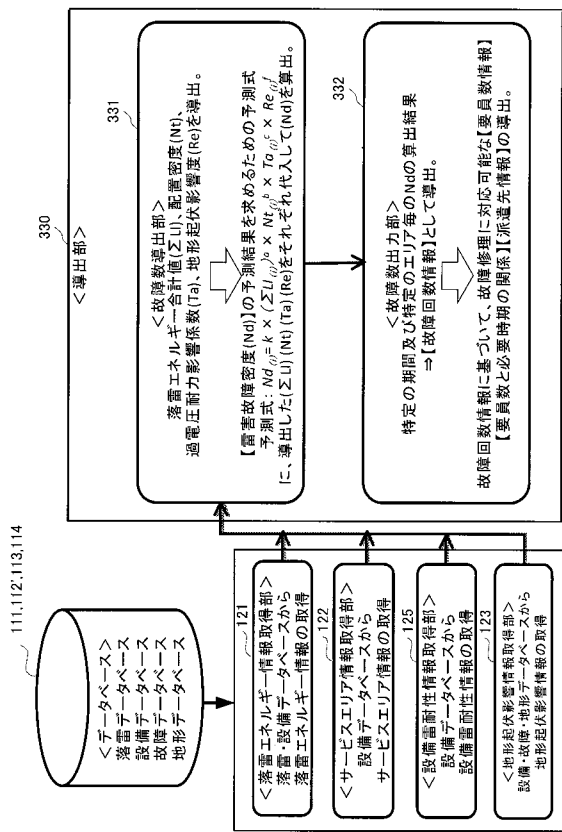 111,112',113,114
<データベース>
落雷データベース
設備データベース
故障データベース
地形データベース
121
<落雷エネルギー情報取得部>
落雷・設備データベースから
落雷エネルギー情報の取得
122
<サービスエリア情報取得部>
設備データベースから
サービスエリア情報の取得
125
<設備雷耐性情報取得部>
設備データベースから
設備雷耐性情報の取得
123
<地形起伏影響情報取得部>
設備・故障・地形データベースから
地形起伏影響情報の取得
330
<導出部>
331
<故障数導出部>
落雷エネルギー合計値(ΣLI)、配置密度(Nt)、
過電圧耐力影響係数(Ta)、地形起伏影響度(Re)を導出。
【雷害故障密度(Nd)】の予測結果を求めるための予測式
予測式: Nd(i)=k × (ΣLI(i))^a × Nt(i)^b × Ta(i)^c × Re(i)^f
に、導出した(ΣLI) (Nt) (Ta) (Re)をそれぞれ代入して(Nd)を算出。
332
<故障数出力部>
特定の期間及び特定のエリア毎のNdの算出結果
⇒【故障回数情報】として導出。
故障回数情報に基づいて、故障修理に対応可能な【要員数情報】
【要員数と必要時期の関係】【派遣先情報】の導出。